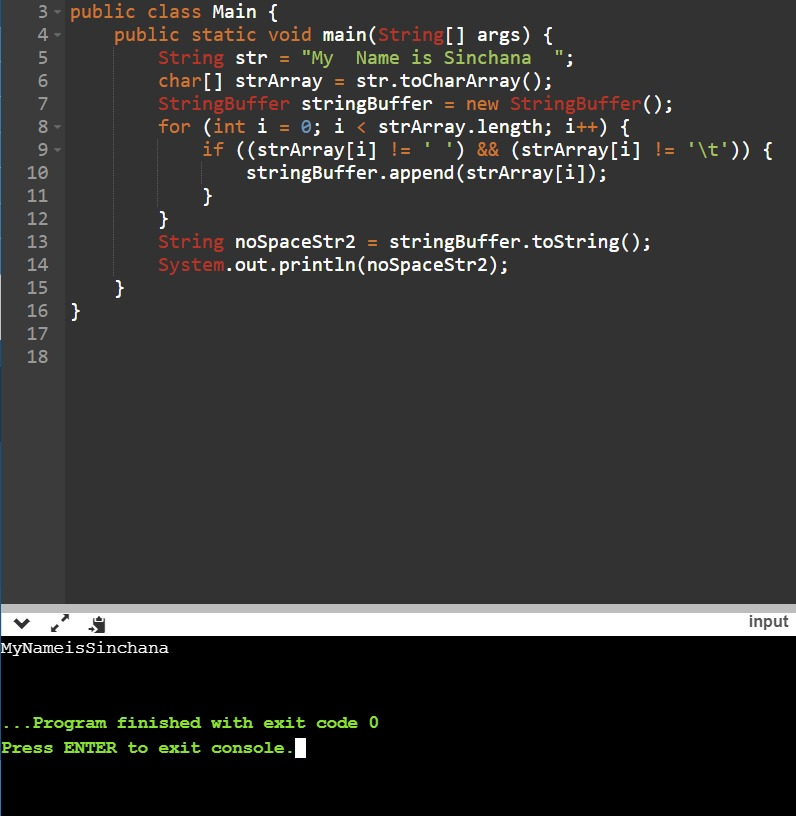 3 public class Main {
4     public static void main(String[] args) {
5         String str = "My  Name is Sinchana  ";
6         char[] strArray = str.toCharArray();
7         StringBuffer stringBuffer = new StringBuffer();
8         for (int i = 0; i < strArray.length; i++) {
9             if ((strArray[i] != ' ') && (strArray[i] != '\t')) {
10                 stringBuffer.append(strArray[i]);
11             }
12         }
13         String noSpaceStr2 = stringBuffer.toString();
14         System.out.println(noSpaceStr2);
15     }
16 }
17
18
input
MyNameisSinchana
...Program finished with exit code 0
Press ENTER to exit console.